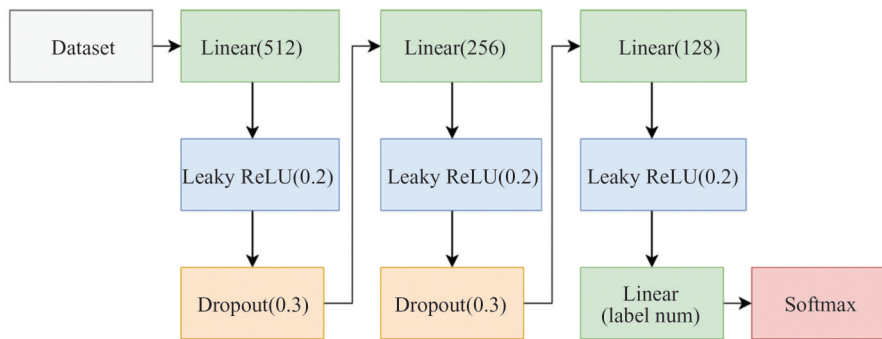 Dataset
Linear(512)
Leaky ReLU(0.2)
Dropout(0.3)
Linear(256)
Leaky ReLU(0.2)
Dropout(0.3)
Linear(128)
Leaky ReLU(0.2)
Linear
(label num)
Softmax